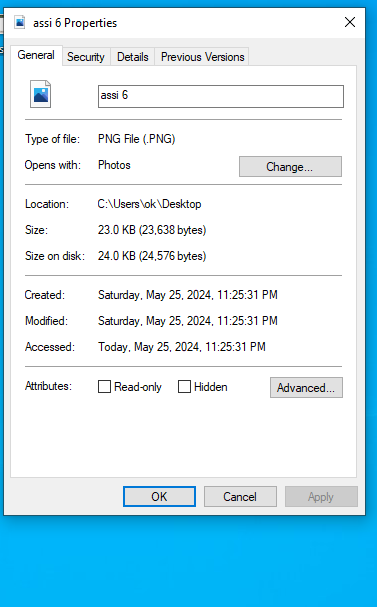 assi 6 Properties
General Security Details Previous Versions
assi 6
Type of file: PNG File (.PNG)
Opens with: Photos Change...
Location: C:\Users\ok\Desktop
Size: 23.0 KB (23,638 bytes)
Size on disk: 24.0 KB (24,576 bytes)
Created: Saturday, May 25, 2024, 11:25:31 PM
Modified: Saturday, May 25, 2024, 11:25:31 PM
Accessed: Today, May 25, 2024, 11:25:31 PM
Attributes: Read-only Hidden Advanced...
OK Cancel Apply